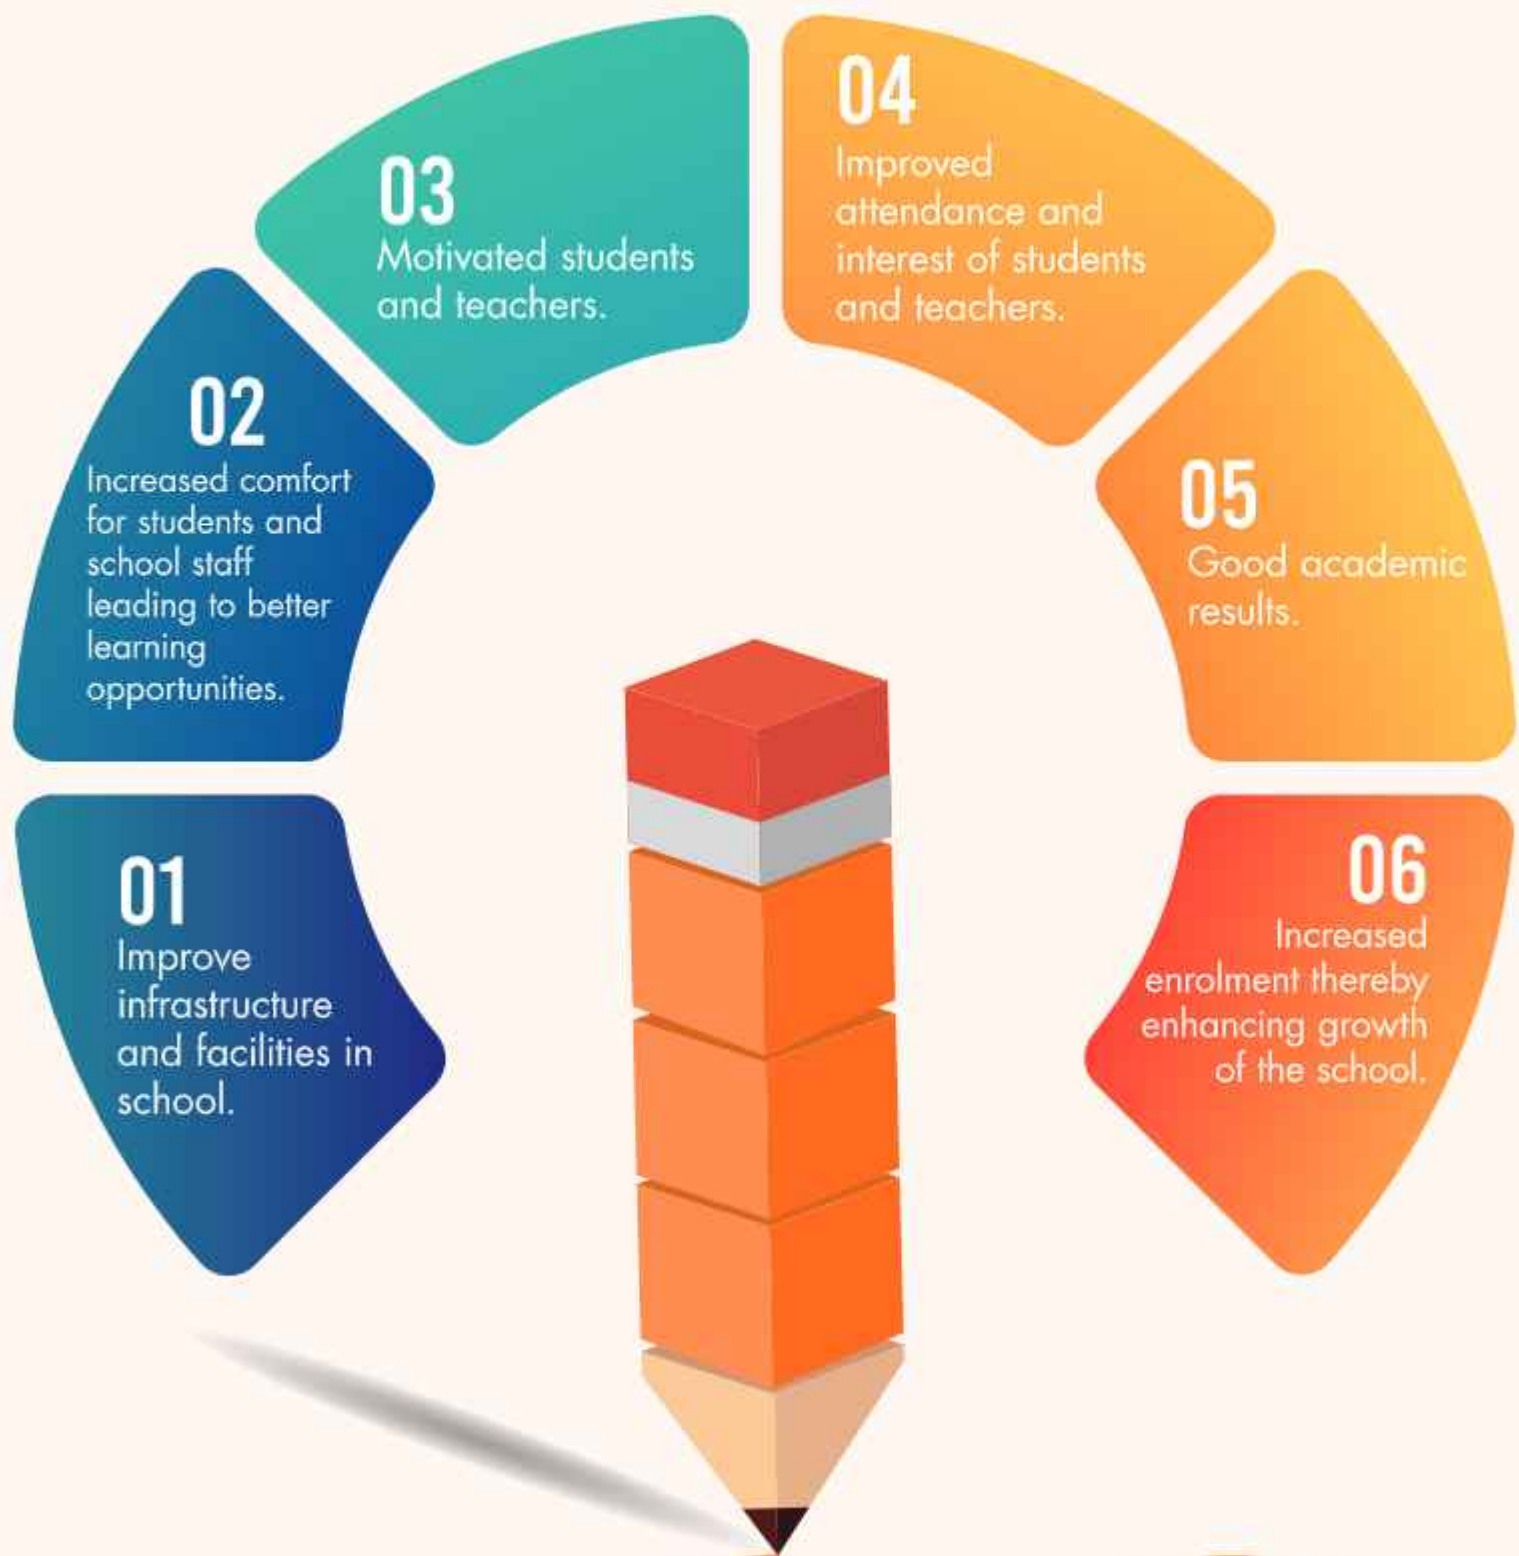 01
Improve
infrastructure
and facilities in
school.
02
Increased comfort
for students and
school staff
leading to better
learning
opportunities.
03
Motivated students
and teachers.
04
Improved
attendance and
interest of students
and teachers.
05
Good academic
results.
06
Increased
enrolment thereby
enhancing growth
of the school.